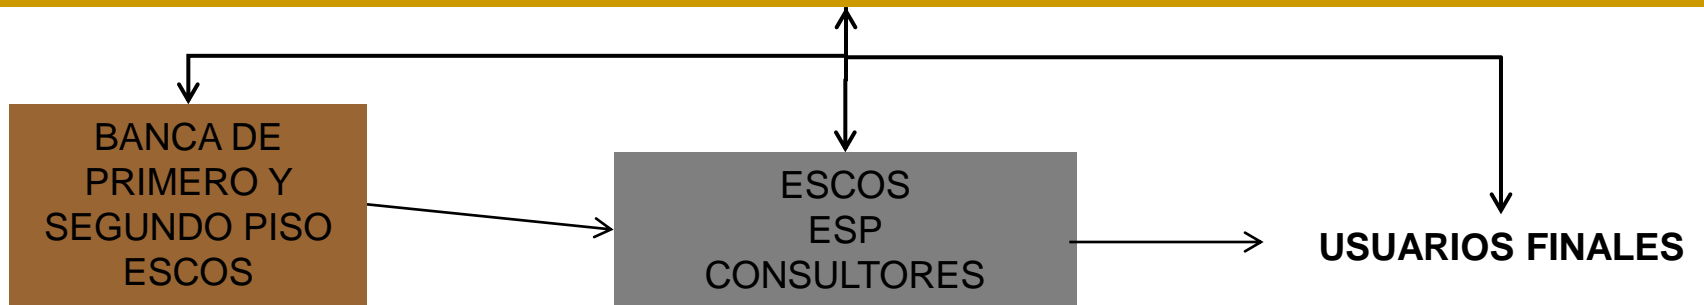 BANCA DE
PRIMERO Y
SEGUNDO PISO
ESCOS
ESCOS
ESP
CONSULTORES
USUARIOS FINALES